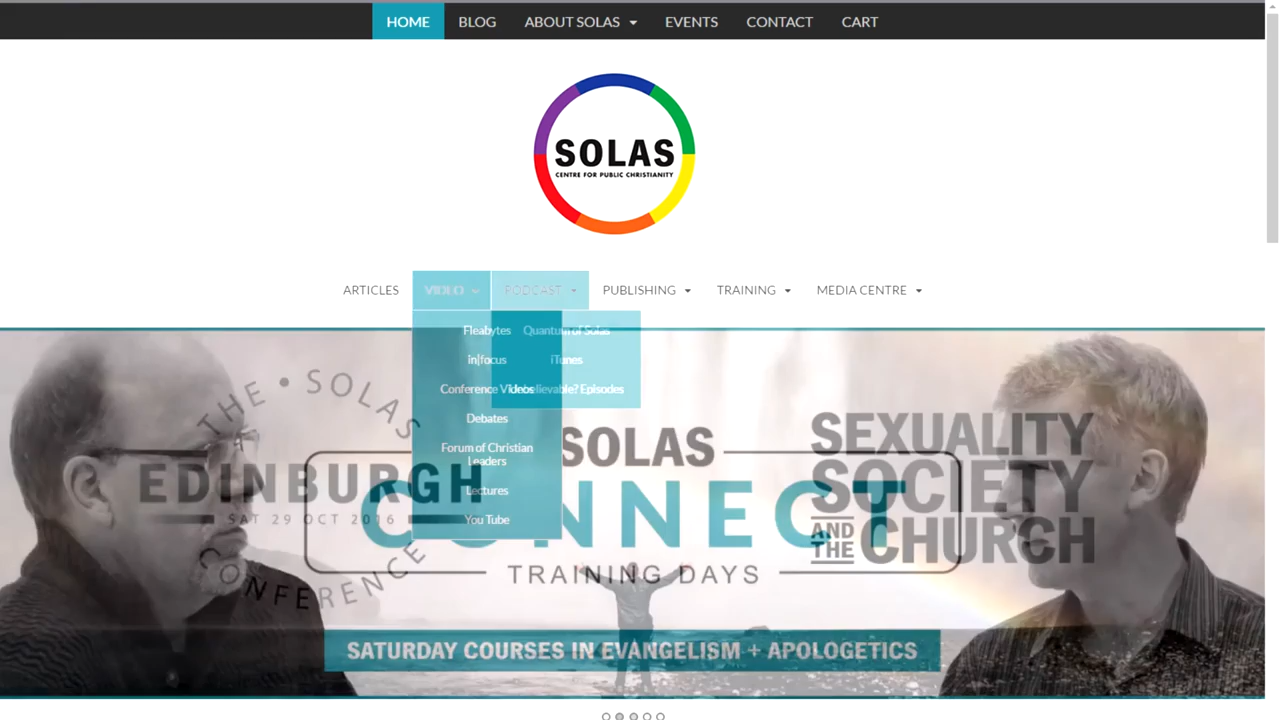 HOME BLOG ABOUT SOLAS EVENTS CONTACT CART
SOLAS
CENTRE FOR PUBLIC CHRISTIANITY
ARTICLES VIDEO PODCAST PUBLISHING TRAINING MEDIA CENTRE
Fleabytes
in|focus
Conference Videos
Debates
Forum of Christian
Leaders
Lectures
You Tube
Quantum of Solas
iTunes
Unbelievable? Episodes
THE • SOLAS
EDINBURGH
SAT 29 OCT 2016
CONFERENCE
SOLAS
CONNECT
TRAINING DAYS
SATURDAY COURSES IN EVANGELISM + APOLOGETICS
SEXUALITY
SOCIETY
AND THE CHURCH